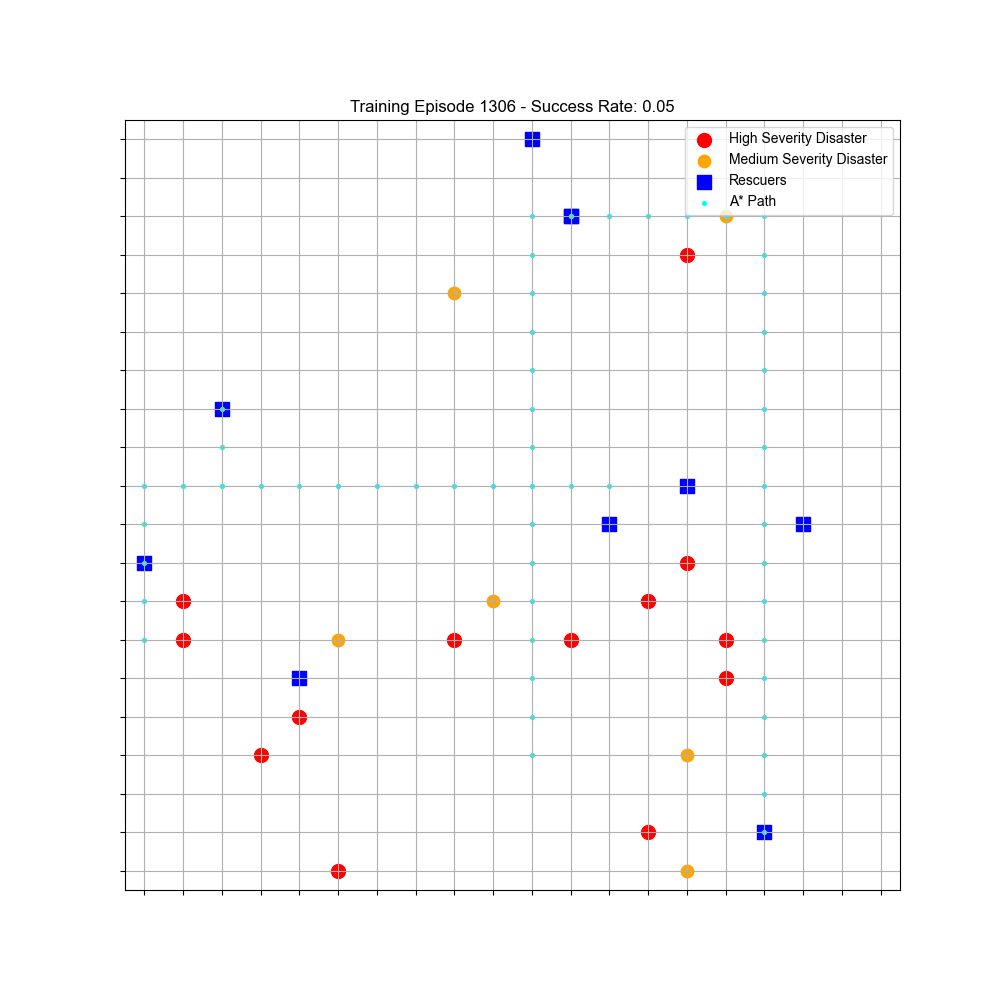 Training Episode 1306 - Success Rate: 0.05
High Severity Disaster
Medium Severity Disaster
Rescuers
A* Path